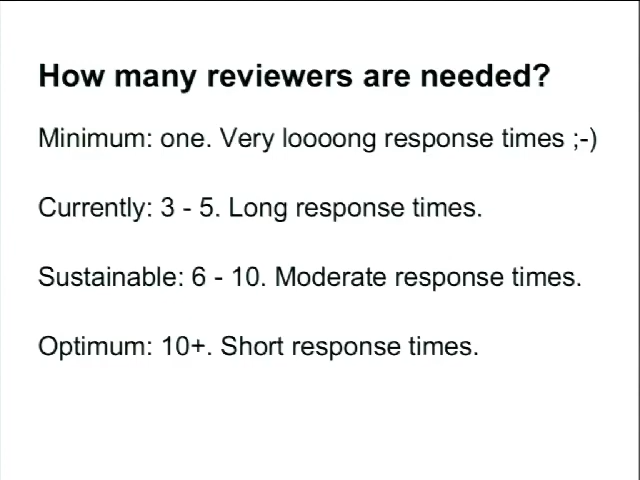 How many reviewers are needed?
Minimum: one. Very loooong response times ;-)
Currently: 3 - 5. Long response times.
Sustainable: 6 - 10. Moderate response times.
Optimum: 10+. Short response times.